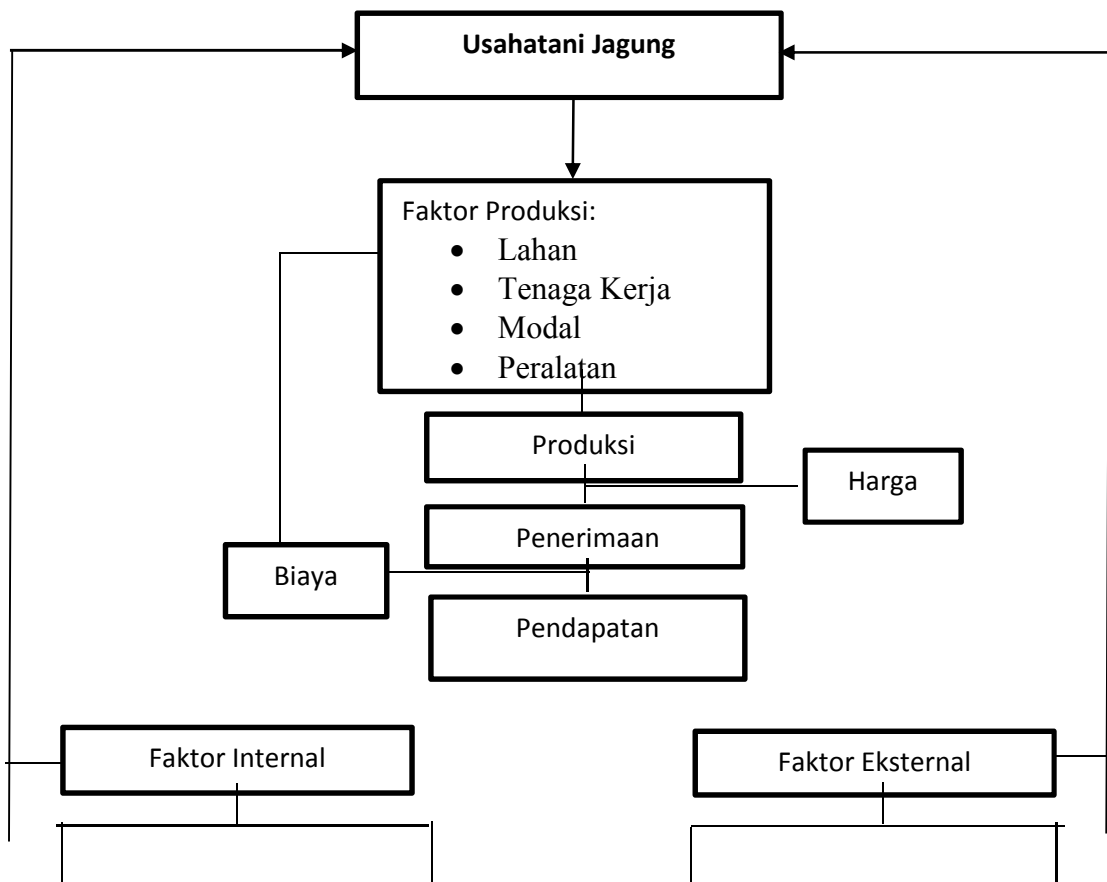 Usahatani Jagung
Faktor Produksi:
• Lahan
• Tenaga Kerja
• Modal
• Peralatan
Produksi
Harga
Penerimaan
Biaya
Pendapatan
Faktor Internal
Faktor Eksternal